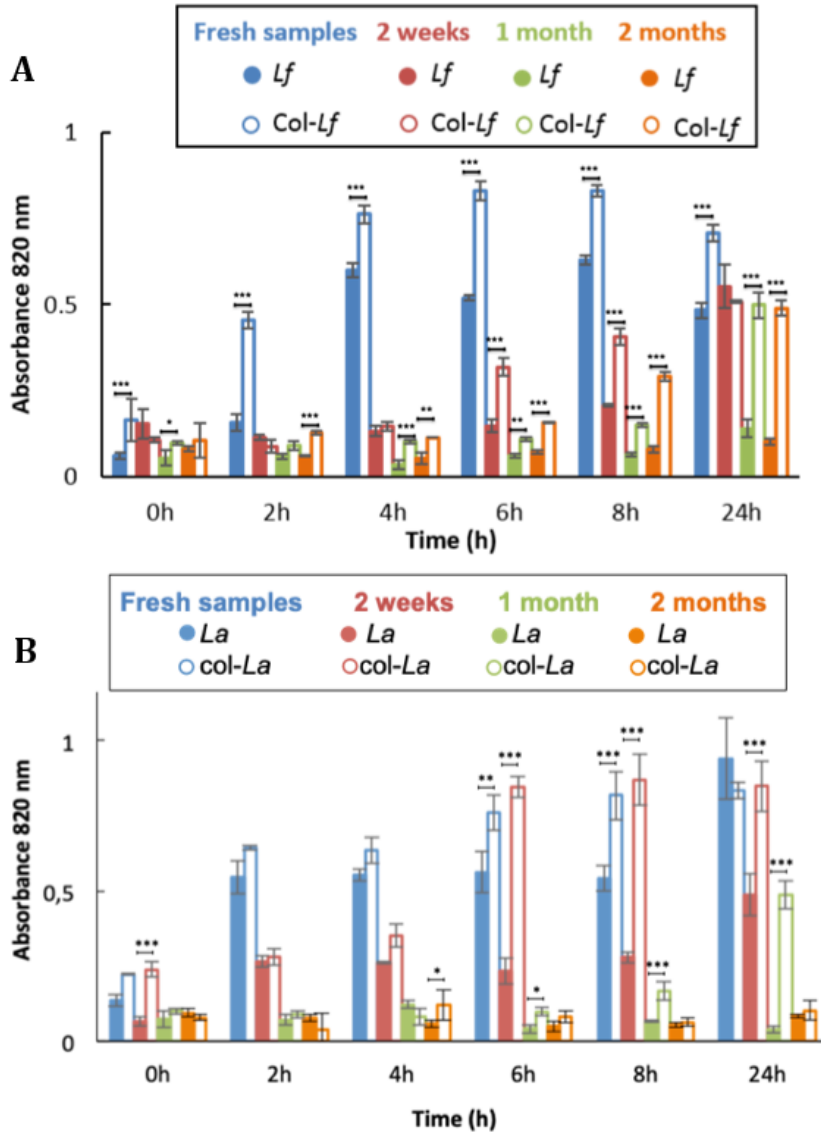 A
Fresh samples 2 weeks 1 month 2 months
Lf Lf Lf Lf
Col-Lf Col-Lf Col-Lf Col-Lf
Absorbance 820 nm
1
0.5
0
*** * *** *** *** *** ** *** *** ** *** *** *** *** *** *** *** ***
0h 2h 4h 6h 8h 24h
Time (h)
B
Fresh samples 2 weeks 1 month 2 months
La La La La
col-La col-La col-La col-La
Absorbance 820 nm
1
0,5
0
*** * ** *** * *** *** *** *** ***
0h 2h 4h 6h 8h 24h
Time (h)